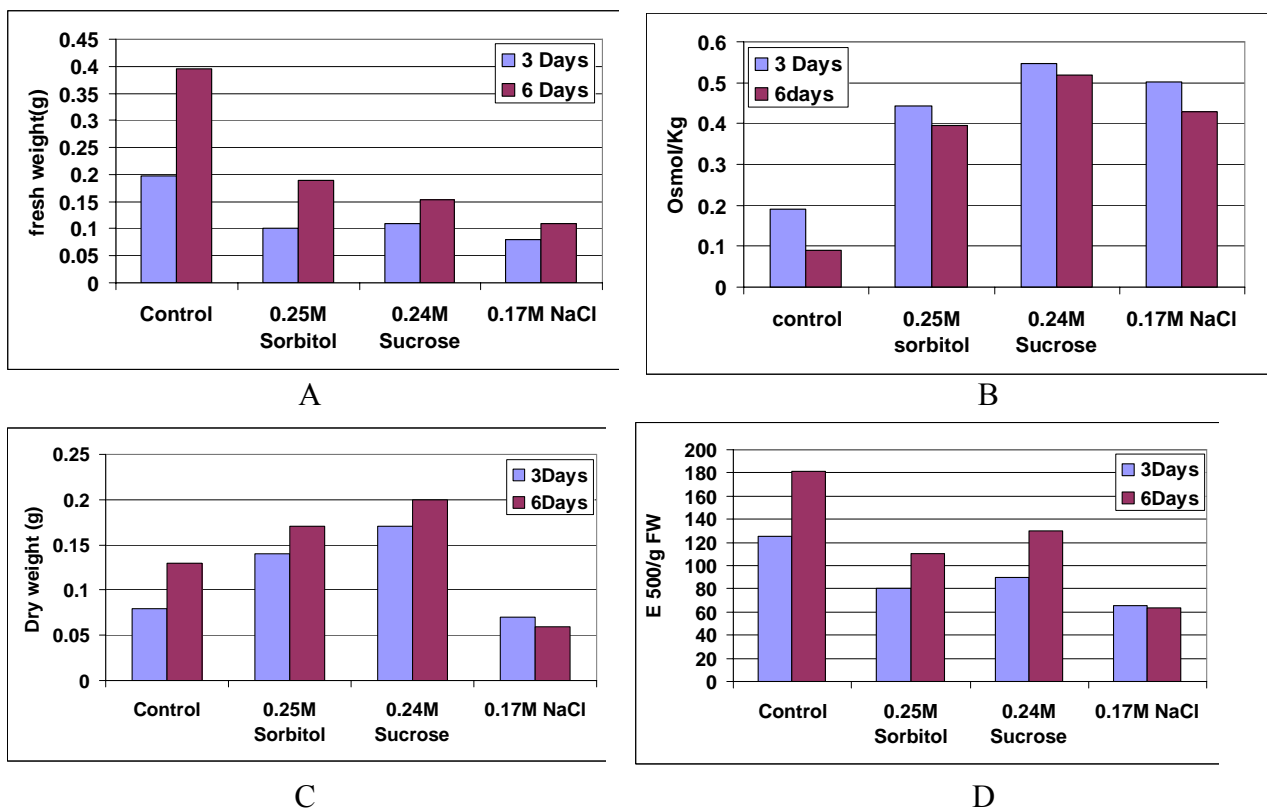 0.45
0.4
0.35
0.3
0.25
0.2
0.15
0.1
0.05
0
fresh weight(g)
3 Days
6 Days
Control
0.25M
Sorbitol
0.24M
Sucrose
0.17M NaCl
A
0.6
0.5
0.4
0.3
0.2
0.1
0
Osmol/Kg
3 Days
6days
control
0.25M
sorbitol
0.24M
Sucrose
0.17M NaCl
B
0.25
0.2
0.15
0.1
0.05
0
Dry weight (g)
3Days
6Days
Control
0.25M
Sorbitol
0.24M
Sucrose
0.17M NaCl
C
200
180
160
140
120
100
80
60
40
20
0
E 500/g FW
3Days
6Days
Control
0.25M
Sorbitol
0.24M
Sucrose
0.17M NaCl
D